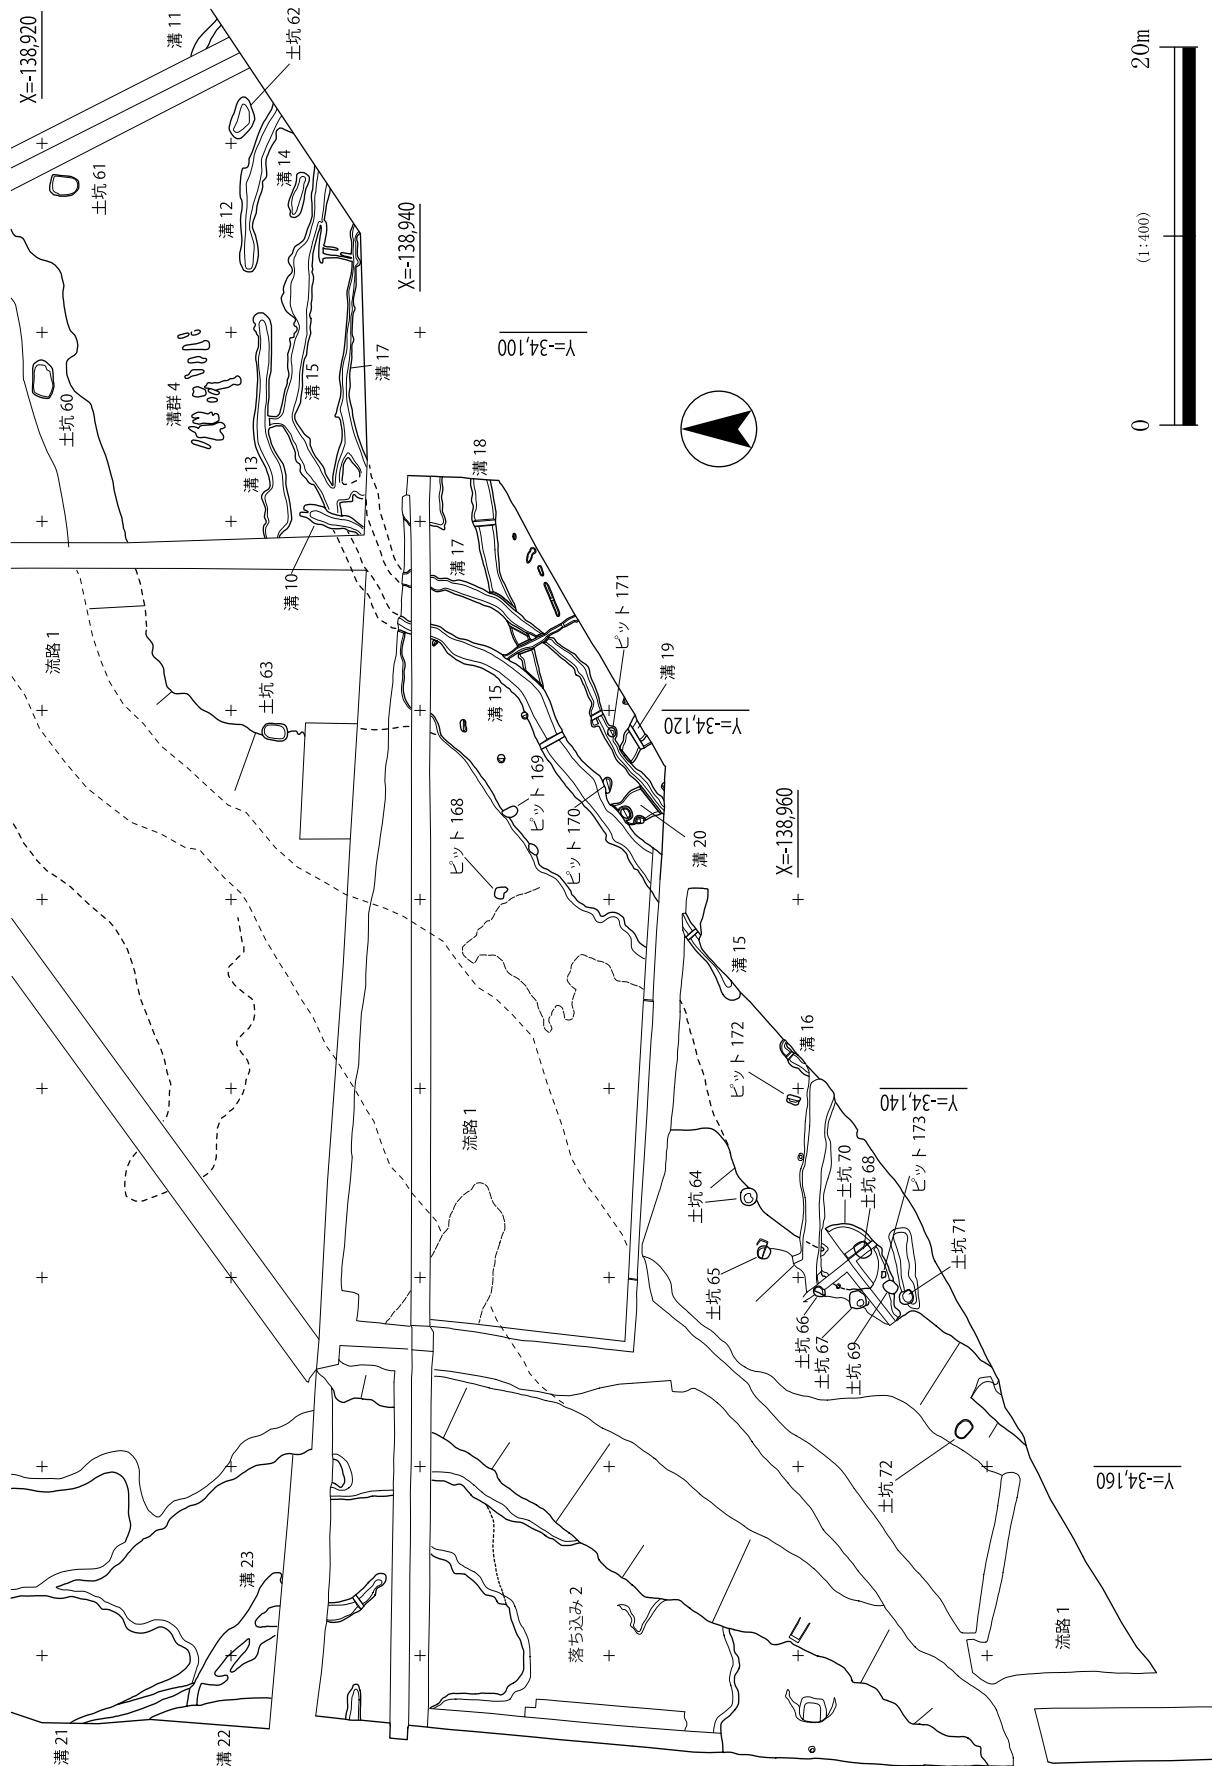 X=-138,920
溝 11
土坑 62
土坑 61
溝 14
溝 12
X=-138,940
土坑 60
溝群 4
溝 15
溝 17
Y=-34,100
溝 13
溝 10
溝 18
溝 17
ピット 171
流路 1
土坑 63
溝 15
溝 19
Y=-34,120
ピット 169
ピット 168
ピット 170
溝 20
X=-138,960
溝 15
溝 16
ピット 172
Y=-34,140
流路 1
ピット 173
土坑 70
土坑 68
土坑 64
土坑 71
土坑 65
土坑 66
土坑 67
土坑 69
土坑 72
Y=-34,160
溝 23
落ち込み 2
流路 1
溝 21
溝 22
0
(1:400)
20m